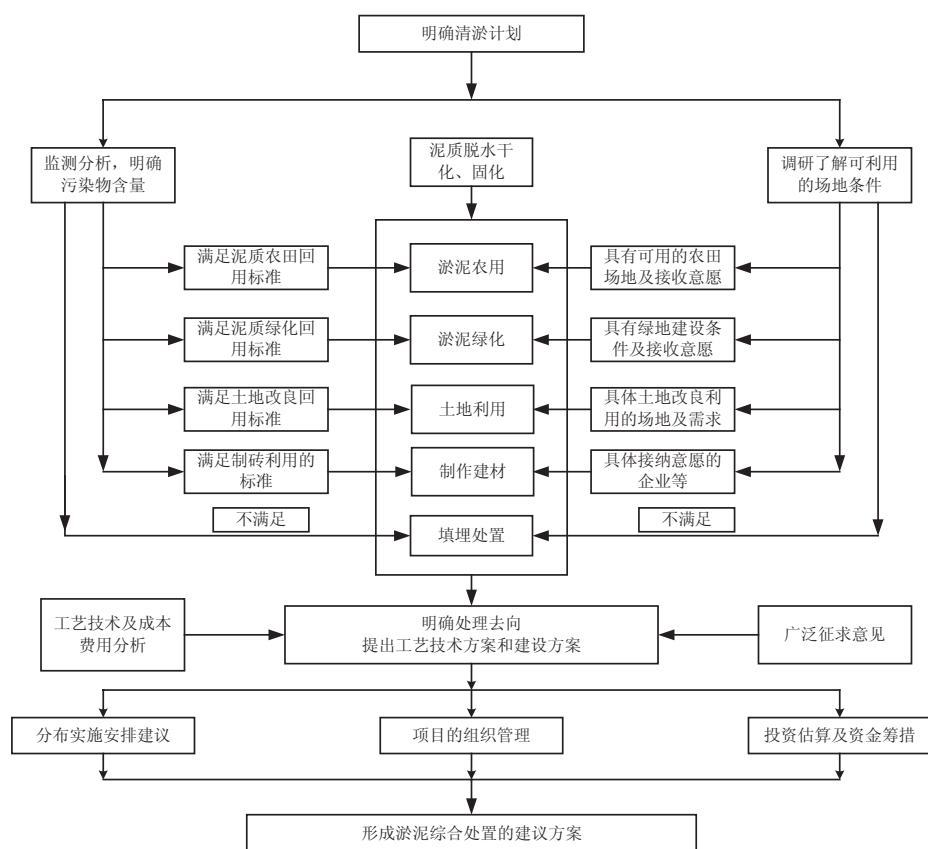 明确清淤计划
监测分析，明确
污染物含量
泥质脱水干
化、固化
调研了解可利用
的场地条件
满足泥质农田回
用标准
淤泥农用
具有可用的农田
场地及接收意愿
满足泥质绿化回
用标准
淤泥绿化
具有绿地建设条
件及接收意愿
满足土地改良回
用标准
土地利用
具体土地改良利
用的场地及需求
满足制砖利用的
标准
制作建材
具体接纳意愿的
企业等
不满足
填埋处置
不满足
工艺技术及成本
费用分析
明确处理去向
提出工艺技术方案和建设方案
广泛征求意见
分布实施安排建议
项目的组织管理
投资估算及资金筹措
形成淤泥综合处置的建议方案